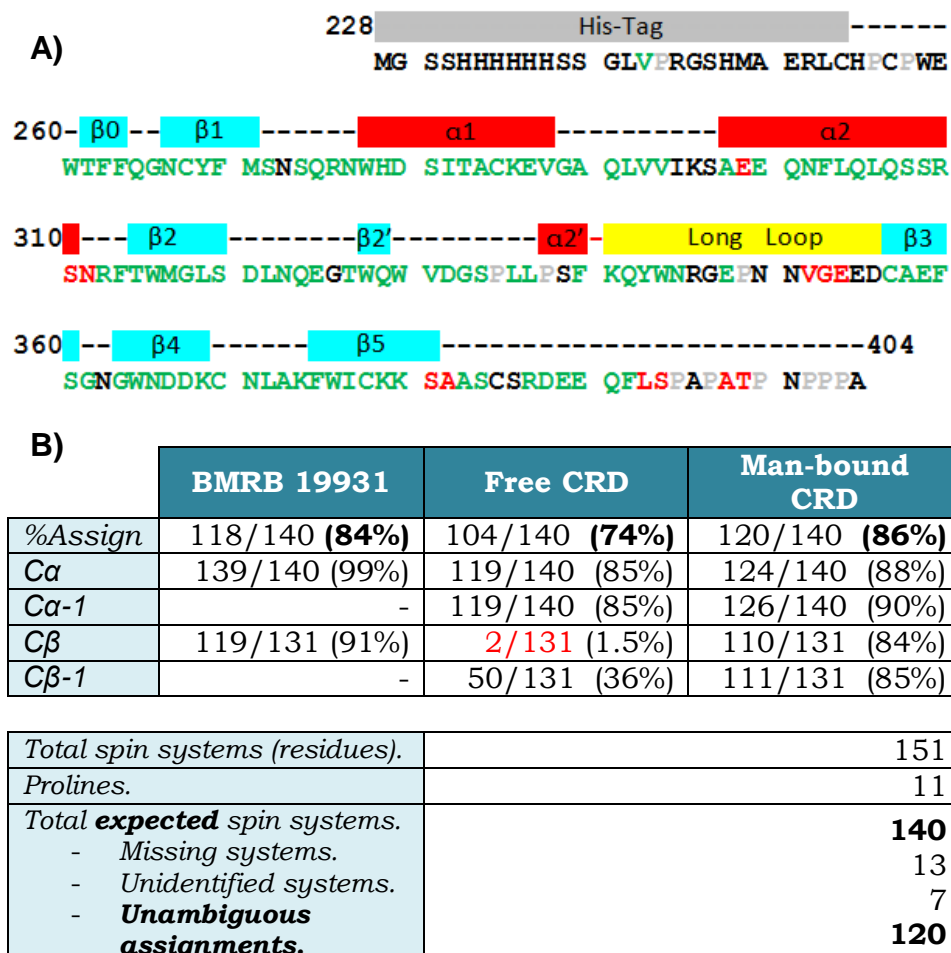 A)
228 His-Tag ------
MG SSHHHHHHSS GLVPRGSHMA ERLCHPCPWE
260- β0 -- β1 ------ α1 ---------- α2
WTFFQGNCYF MSNSQRNWHD SITACKEVGA QLVVIKSAEE QNFLQLQSSR
310 --- β2 -------- β2' --------- α2' - Long Loop β3
SNRFTWMGLS DLNQEGTWQW VDGSPLLPSF KQYWNRGEPN NVGEEDCAEF
360 -- β4 ------ β5 --------------------------404
SGNGWNDDKC NLAKFWICKK SAASCSRDEE QFLSPAPATP NPPPA
B)
BMRB 19931 Free CRD Man-bound CRD
%Assign 118/140 (84%) 104/140 (74%) 120/140 (86%)
Cα 139/140 (99%) 119/140 (85%) 124/140 (88%)
Cα-1 - 119/140 (85%) 126/140 (90%)
Cβ 119/131 (91%) 2/131 (1.5%) 110/131 (84%)
Cβ-1 - 50/131 (36%) 111/131 (85%)
Total spin systems (residues). 151
Prolines. 11
Total expected spin systems. 140
- Missing systems. 13
- Unidentified systems. 7
- Unambiguous assignments. 120